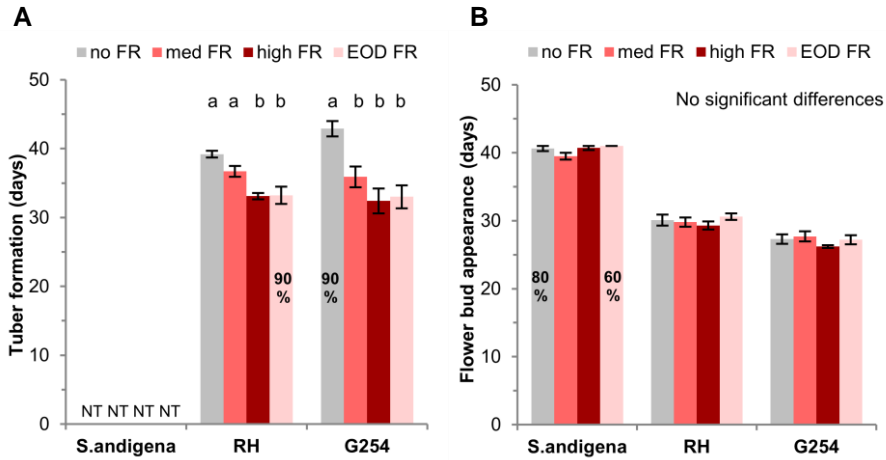 A
no FR med FR high FR EOD FR
Tuber formation (days)
50
40
30
20
10
0
a a b b
a b b b
90
%
90
%
NT NT NT NT
S.andigena RH G254
B
no FR med FR high FR EOD FR
No significant differences
Flower bud appearance (days)
50
40
30
20
10
0
80
%
60
%
S.andigena RH G254